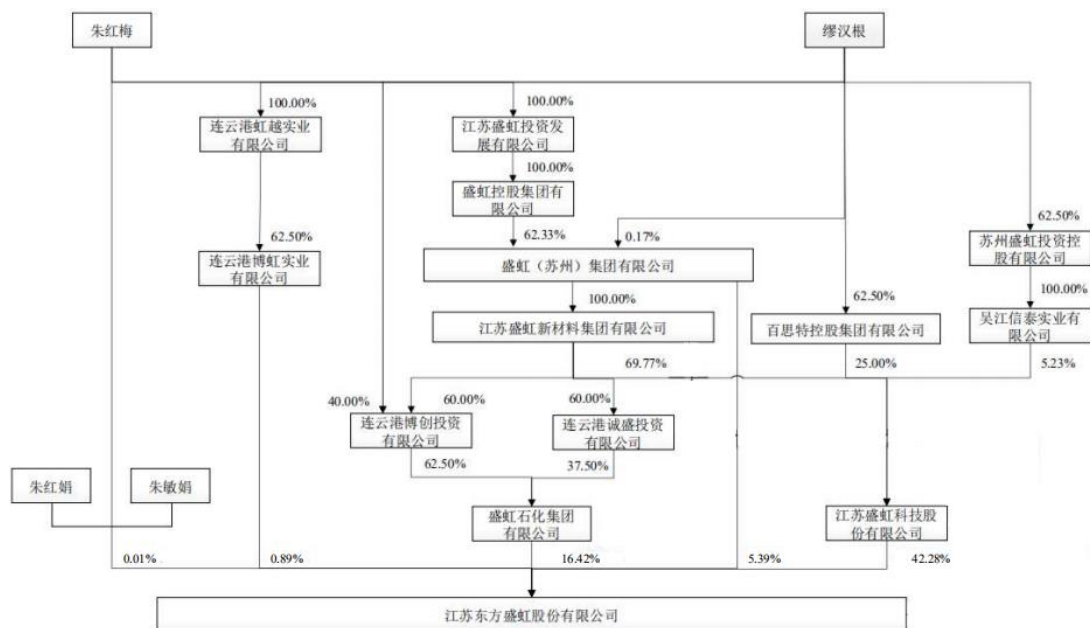 朱红梅
缪汉根
100.00%
100.00%
连云港虹越实业
有限公司
江苏盛虹投资发
展有限公司
100.00%
盛虹控股集团有
限公司
62.50%
62.50%
62.33%
0.17%
苏州盛虹投资控
股有限公司
连云港博虹实业
有限公司
盛虹（苏州）集团有限公司
100.00%
62.50%
100.00%
江苏盛虹新材料集团有限公司
百思特控股集团有限公司
吴江信泰实业有
限公司
69.77%
25.00%
5.23%
40.00%
60.00%
60.00%
连云港博创投资
有限公司
连云港诚盛投资
有限公司
62.50%
37.50%
朱红娟
朱敏娟
盛虹石化集团
有限公司
江苏盛虹科技股
份有限公司
0.01%
0.89%
16.42%
5.39%
42.28%
江苏东方盛虹股份有限公司